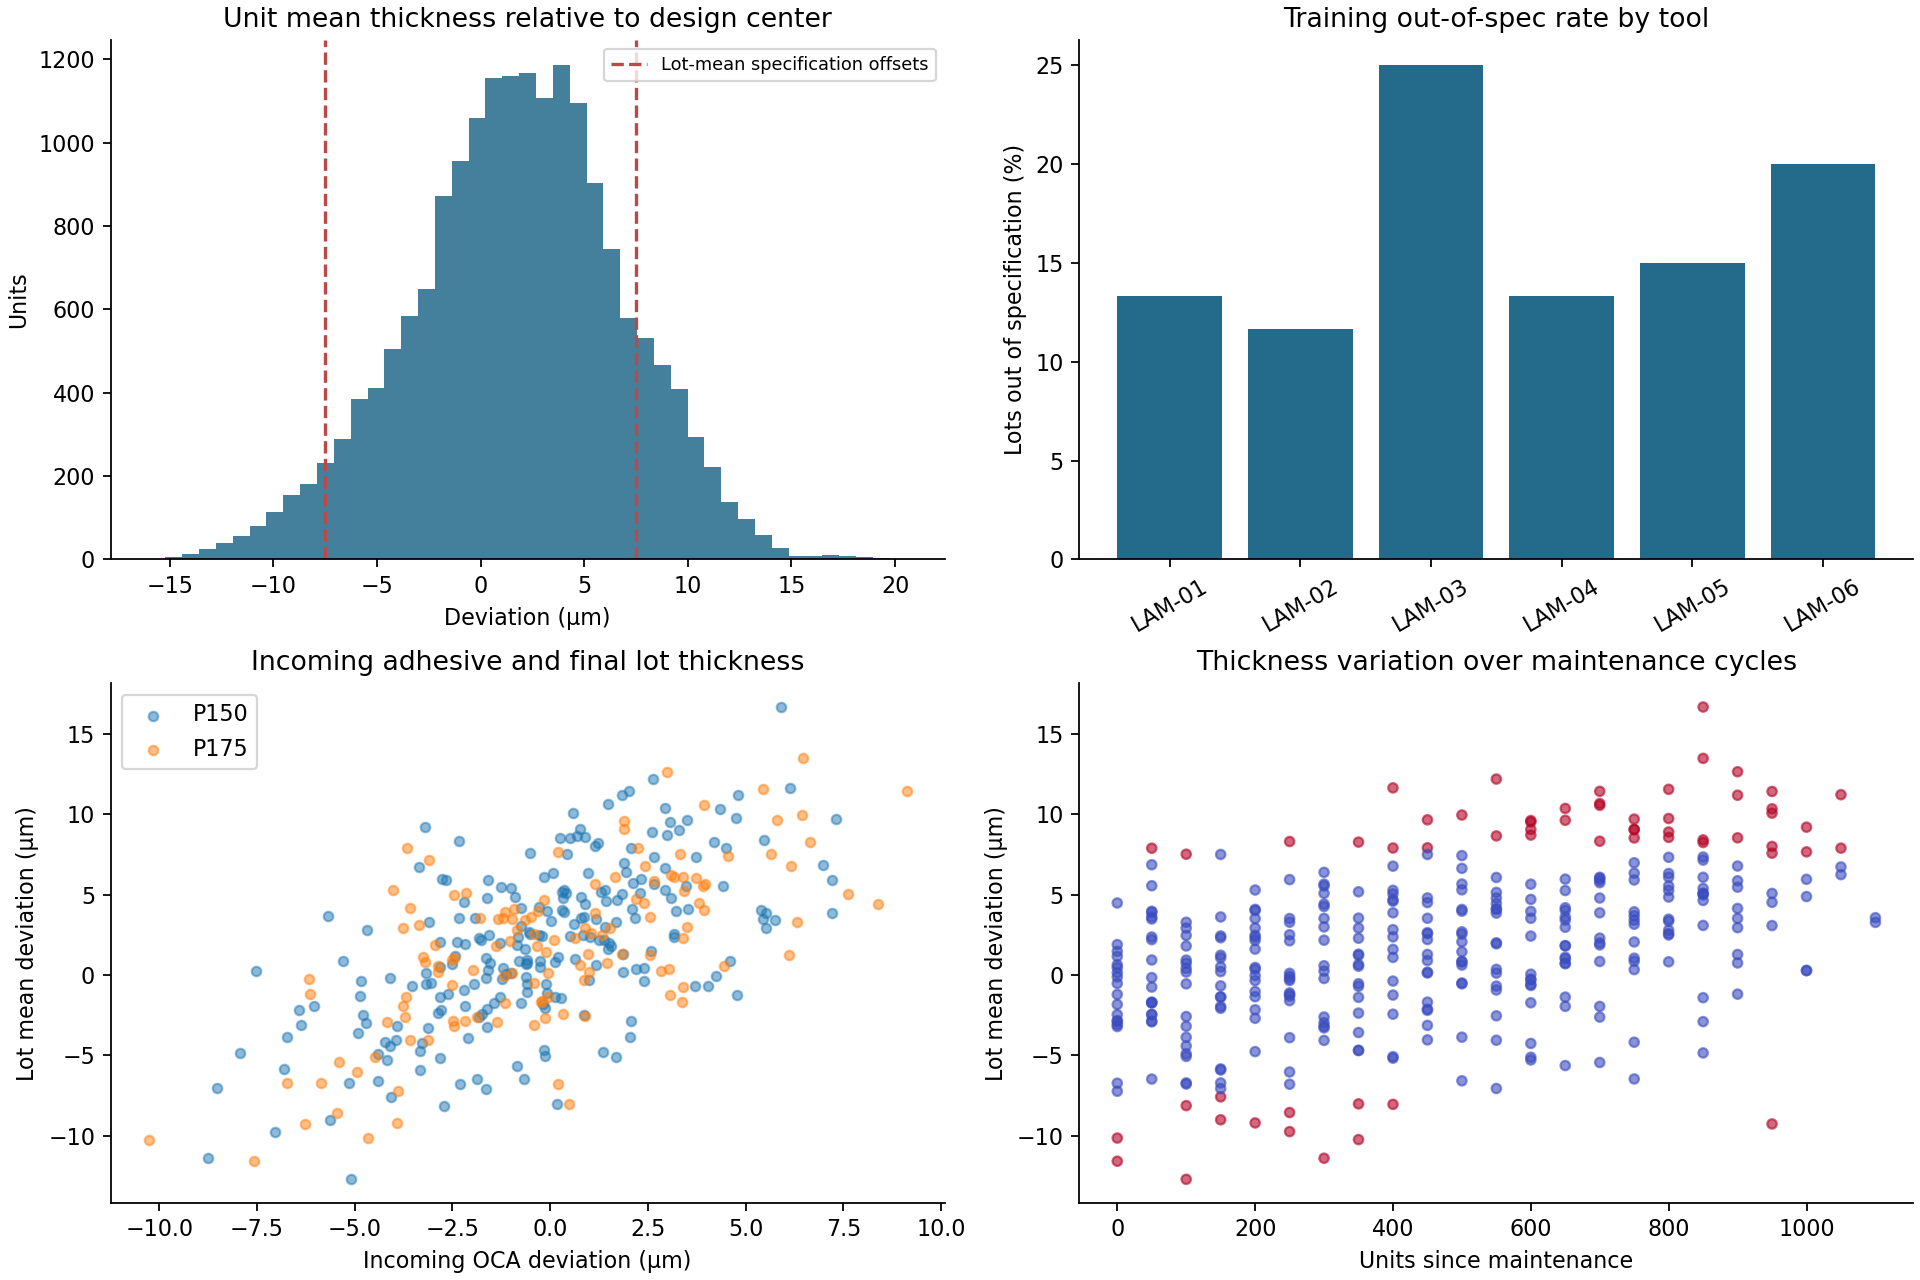 Unit mean thickness relative to design center
Lot-mean specification offsets
Units
1200
1000
800
600
400
200
0
−15
−10
−5
0
5
10
15
20
Deviation (μm)
Training out-of-spec rate by tool
Lots out of specification (%)
25
20
15
10
5
0
LAM-01
LAM-02
LAM-03
LAM-04
LAM-05
LAM-06
Incoming adhesive and final lot thickness
P150
P175
Lot mean deviation (μm)
15
10
5
0
−5
−10
−10.0
−7.5
−5.0
−2.5
0.0
2.5
5.0
7.5
10.0
Incoming OCA deviation (μm)
Thickness variation over maintenance cycles
Lot mean deviation (μm)
15
10
5
0
−5
−10
0
200
400
600
800
1000
Units since maintenance